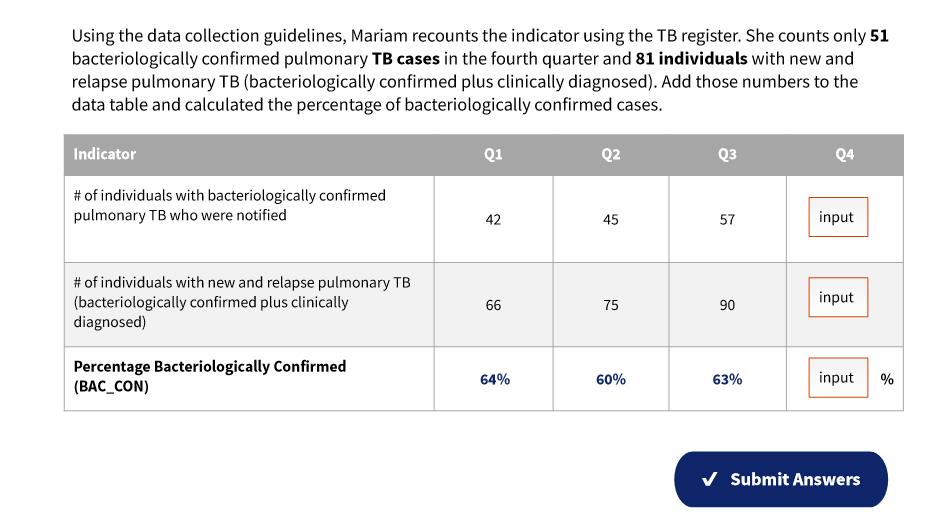 Using the data collection guidelines, Mariam recounts the indicator using the TB register. She counts only 51
bacteriologically confirmed pulmonary TB cases in the fourth quarter and 81 individuals with new and
relapse pulmonary TB (bacteriologically confirmed plus clinically diagnosed). Add those numbers to the
data table and calculated the percentage of bacteriologically confirmed cases.
Indicator Q1 Q2 Q3 Q4
# of individuals with bacteriologically confirmed
pulmonary TB who were notified
42 45 57 input
# of individuals with new and relapse pulmonary TB
(bacteriologically confirmed plus clinically
diagnosed)
66 75 90 input
Percentage Bacteriologically Confirmed
(BAC_CON)
64% 60% 63% input %
✓ Submit Answers